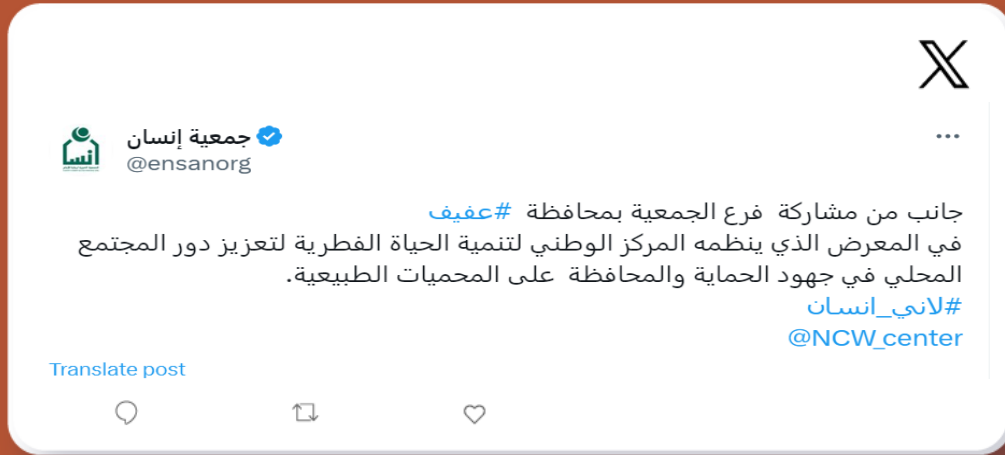 جمعية إنسان
@ensanorg
جانب من مشاركة فرع الجمعية بمحافظة #عفيف
في المعرض الذي ينظمه المركز الوطني لتنمية الحياة الفطرية لتعزيز دور المجتمع
المحلي في جهود الحماية والمحافظة على المحميات الطبيعية.
#لاني_انسان
@NCW_center
Translate post